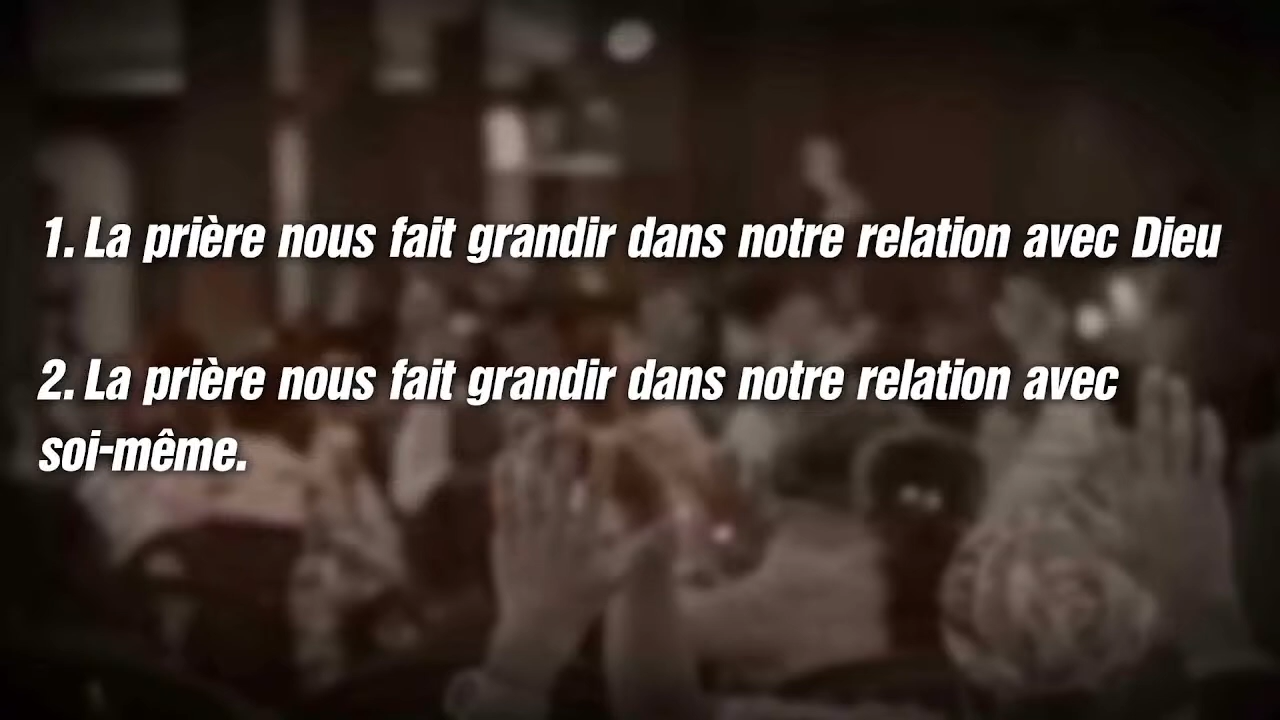 1. La prière nous fait grandir dans notre relation avec Dieu
2. La prière nous fait grandir dans notre relation avec
soi-même.